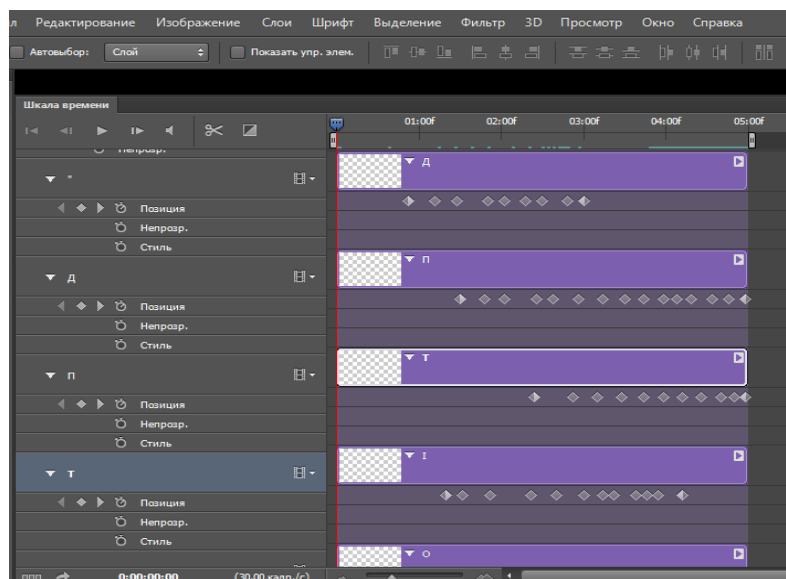 л Редактирование Изображение Слои Шрифт Выделение Фильтр 3D Просмотр Окно Справка
Автовыбор: Слой Показать упр. элем.
Шкала времени
01:00f 02:00f 03:00f 04:00f 05:00f
Непрозр.
" Д
Позиция
Непрозр.
Стиль
Д П
Позиция
Непрозр.
Стиль
П Т
Позиция
Непрозр.
Стиль
Т І
Позиция
Непрозр.
Стиль
О
0:00:00:00 (30,00 кадр./с)